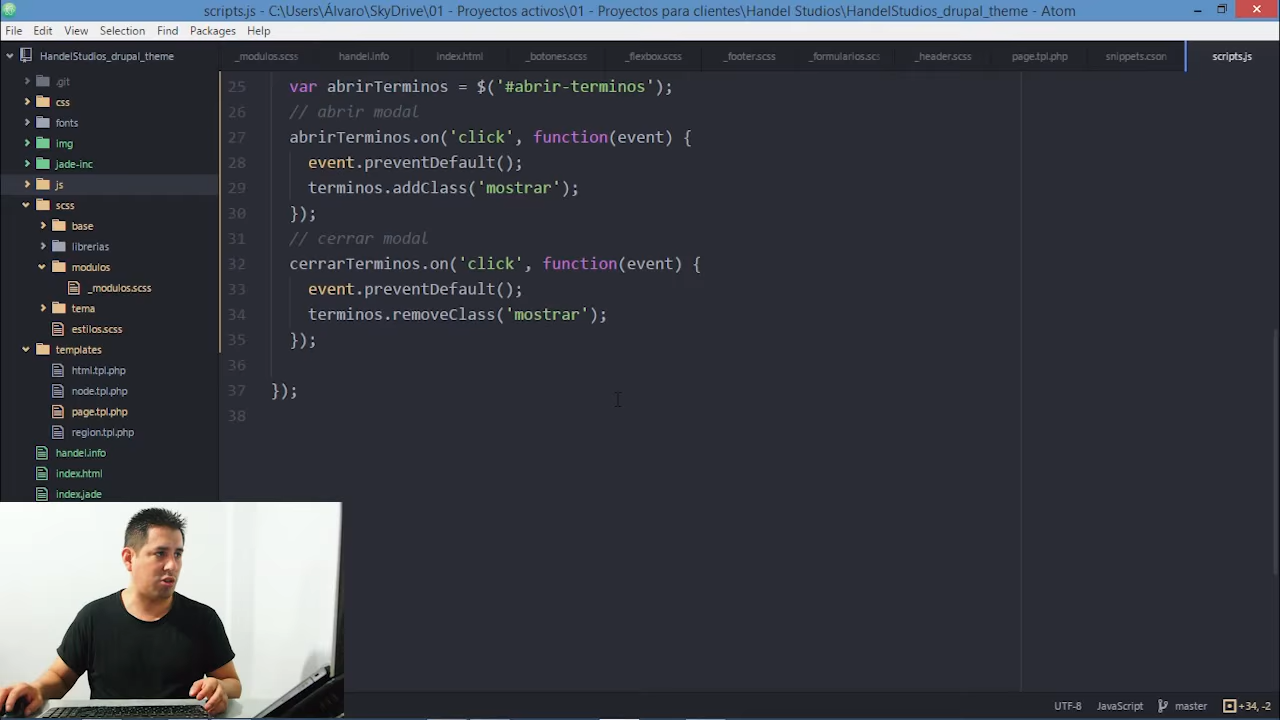 scripts.js - C:\Users\Álvaro\SkyDrive\01 - Proyectos activos\01 - Proyectos para clientes\Handel Studios\HandelStudios_drupal_theme - Atom
File Edit View Selection Find Packages Help
HandelStudios_drupal_theme
_modulos.scss handel.info index.html _botones.scss _flexbox.scss _footer.scss _formularios.scs _header.scss page.tpl.php snippets.cson scripts.js
.git
css
fonts
img
jade-inc
js
scss
base
librerias
modulos
_modulos.scss
tema
estilos.scss
templates
html.tpl.php
node.tpl.php
page.tpl.php
region.tpl.php
handel.info
index.html
index.jade
25 var abrirTerminos = $('#abrir-terminos');
26 // abrir modal
27 abrirTerminos.on('click', function(event) {
28 event.preventDefault();
29 terminos.addClass('mostrar');
30 });
31 // cerrar modal
32 cerrarTerminos.on('click', function(event) {
33 event.preventDefault();
34 terminos.removeClass('mostrar');
35 });
36
37 });
38
UTF-8 JavaScript master +34, -2